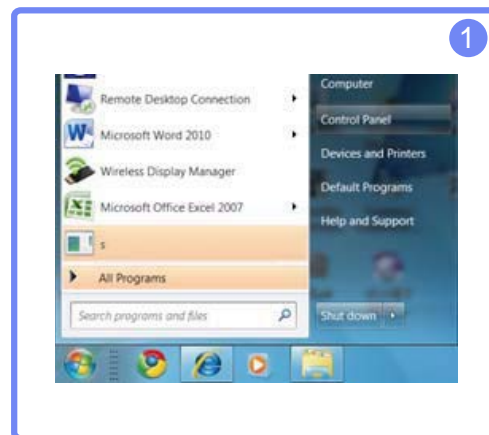 1
Remote Desktop Connection
Microsoft Word 2010
Wireless Display Manager
Microsoft Office Excel 2007
s
All Programs
Search programs and files
Computer
Control Panel
Devices and Printers
Default Programs
Help and Support
Shut down